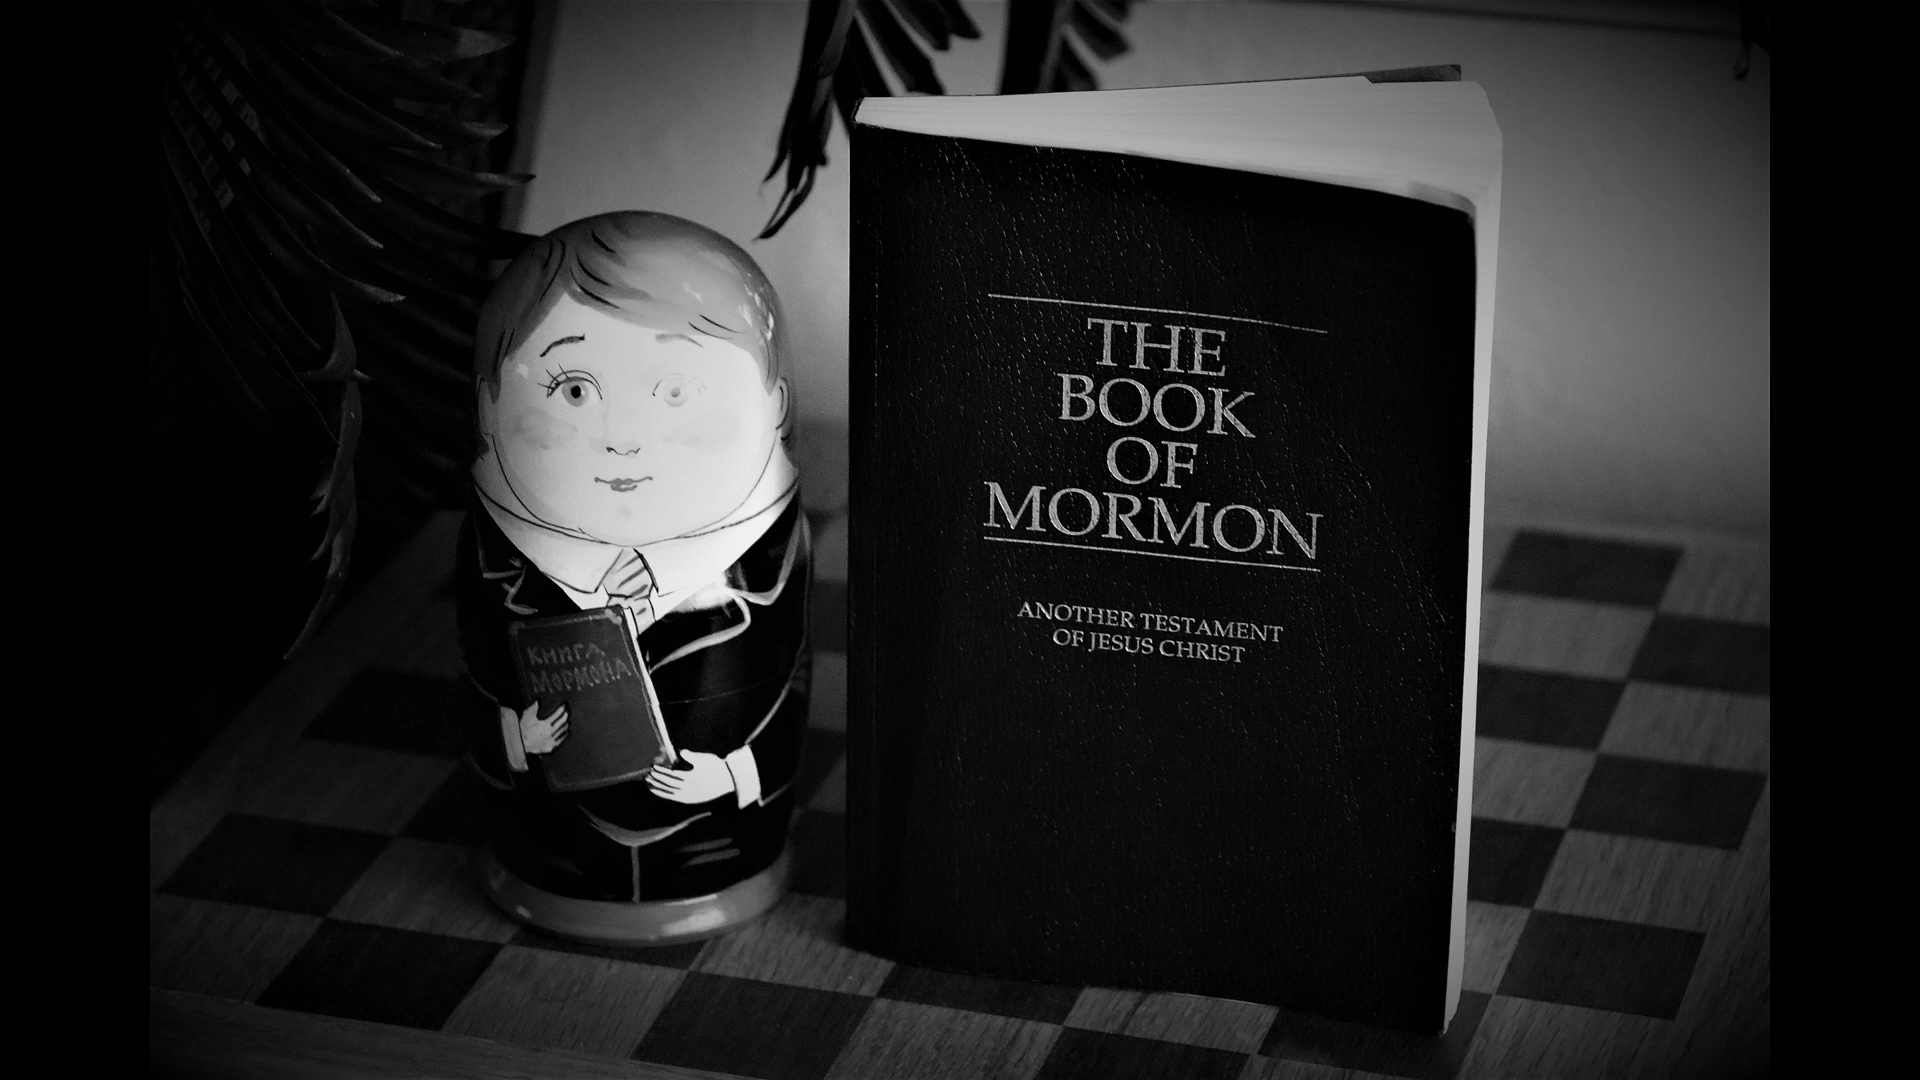 КНИГА
МОРМОНА
THE
BOOK
OF
MORMON
ANOTHER TESTAMENT
OF JESUS CHRIST